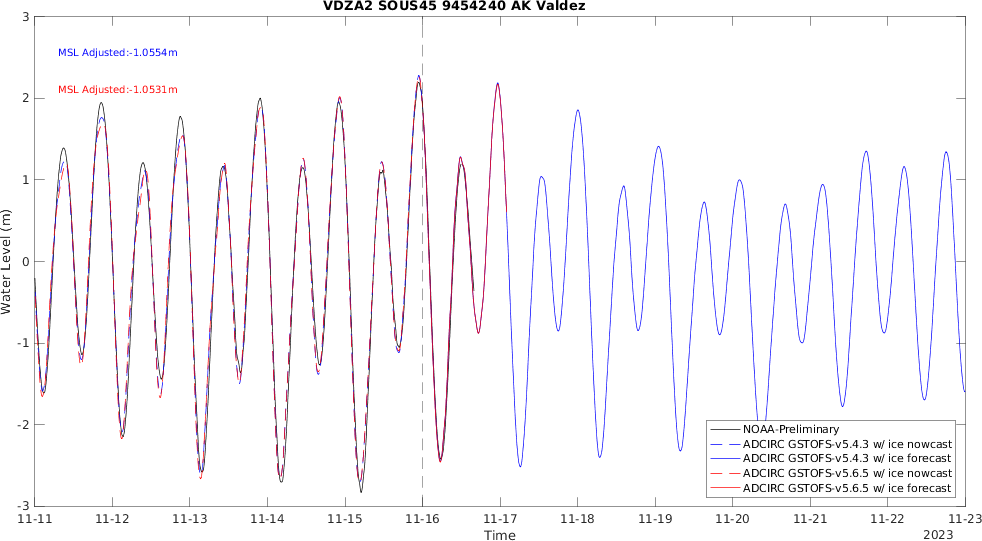 VDZA2 SOUS45 9454240 AK Valdez
MSL Adjusted:-1.0554m
MSL Adjusted:-1.0531m
Water Level (m)
3
2
1
0
-1
-2
-3
NOAA-Preliminary
ADCIRC GSTOFS-v5.4.3 w/ ice nowcast
ADCIRC GSTOFS-v5.4.3 w/ ice forecast
ADCIRC GSTOFS-v5.6.5 w/ ice nowcast
ADCIRC GSTOFS-v5.6.5 w/ ice forecast
11-11 11-12 11-13 11-14 11-15 11-16 11-17 11-18 11-19 11-20 11-21 11-22 11-23
Time
2023